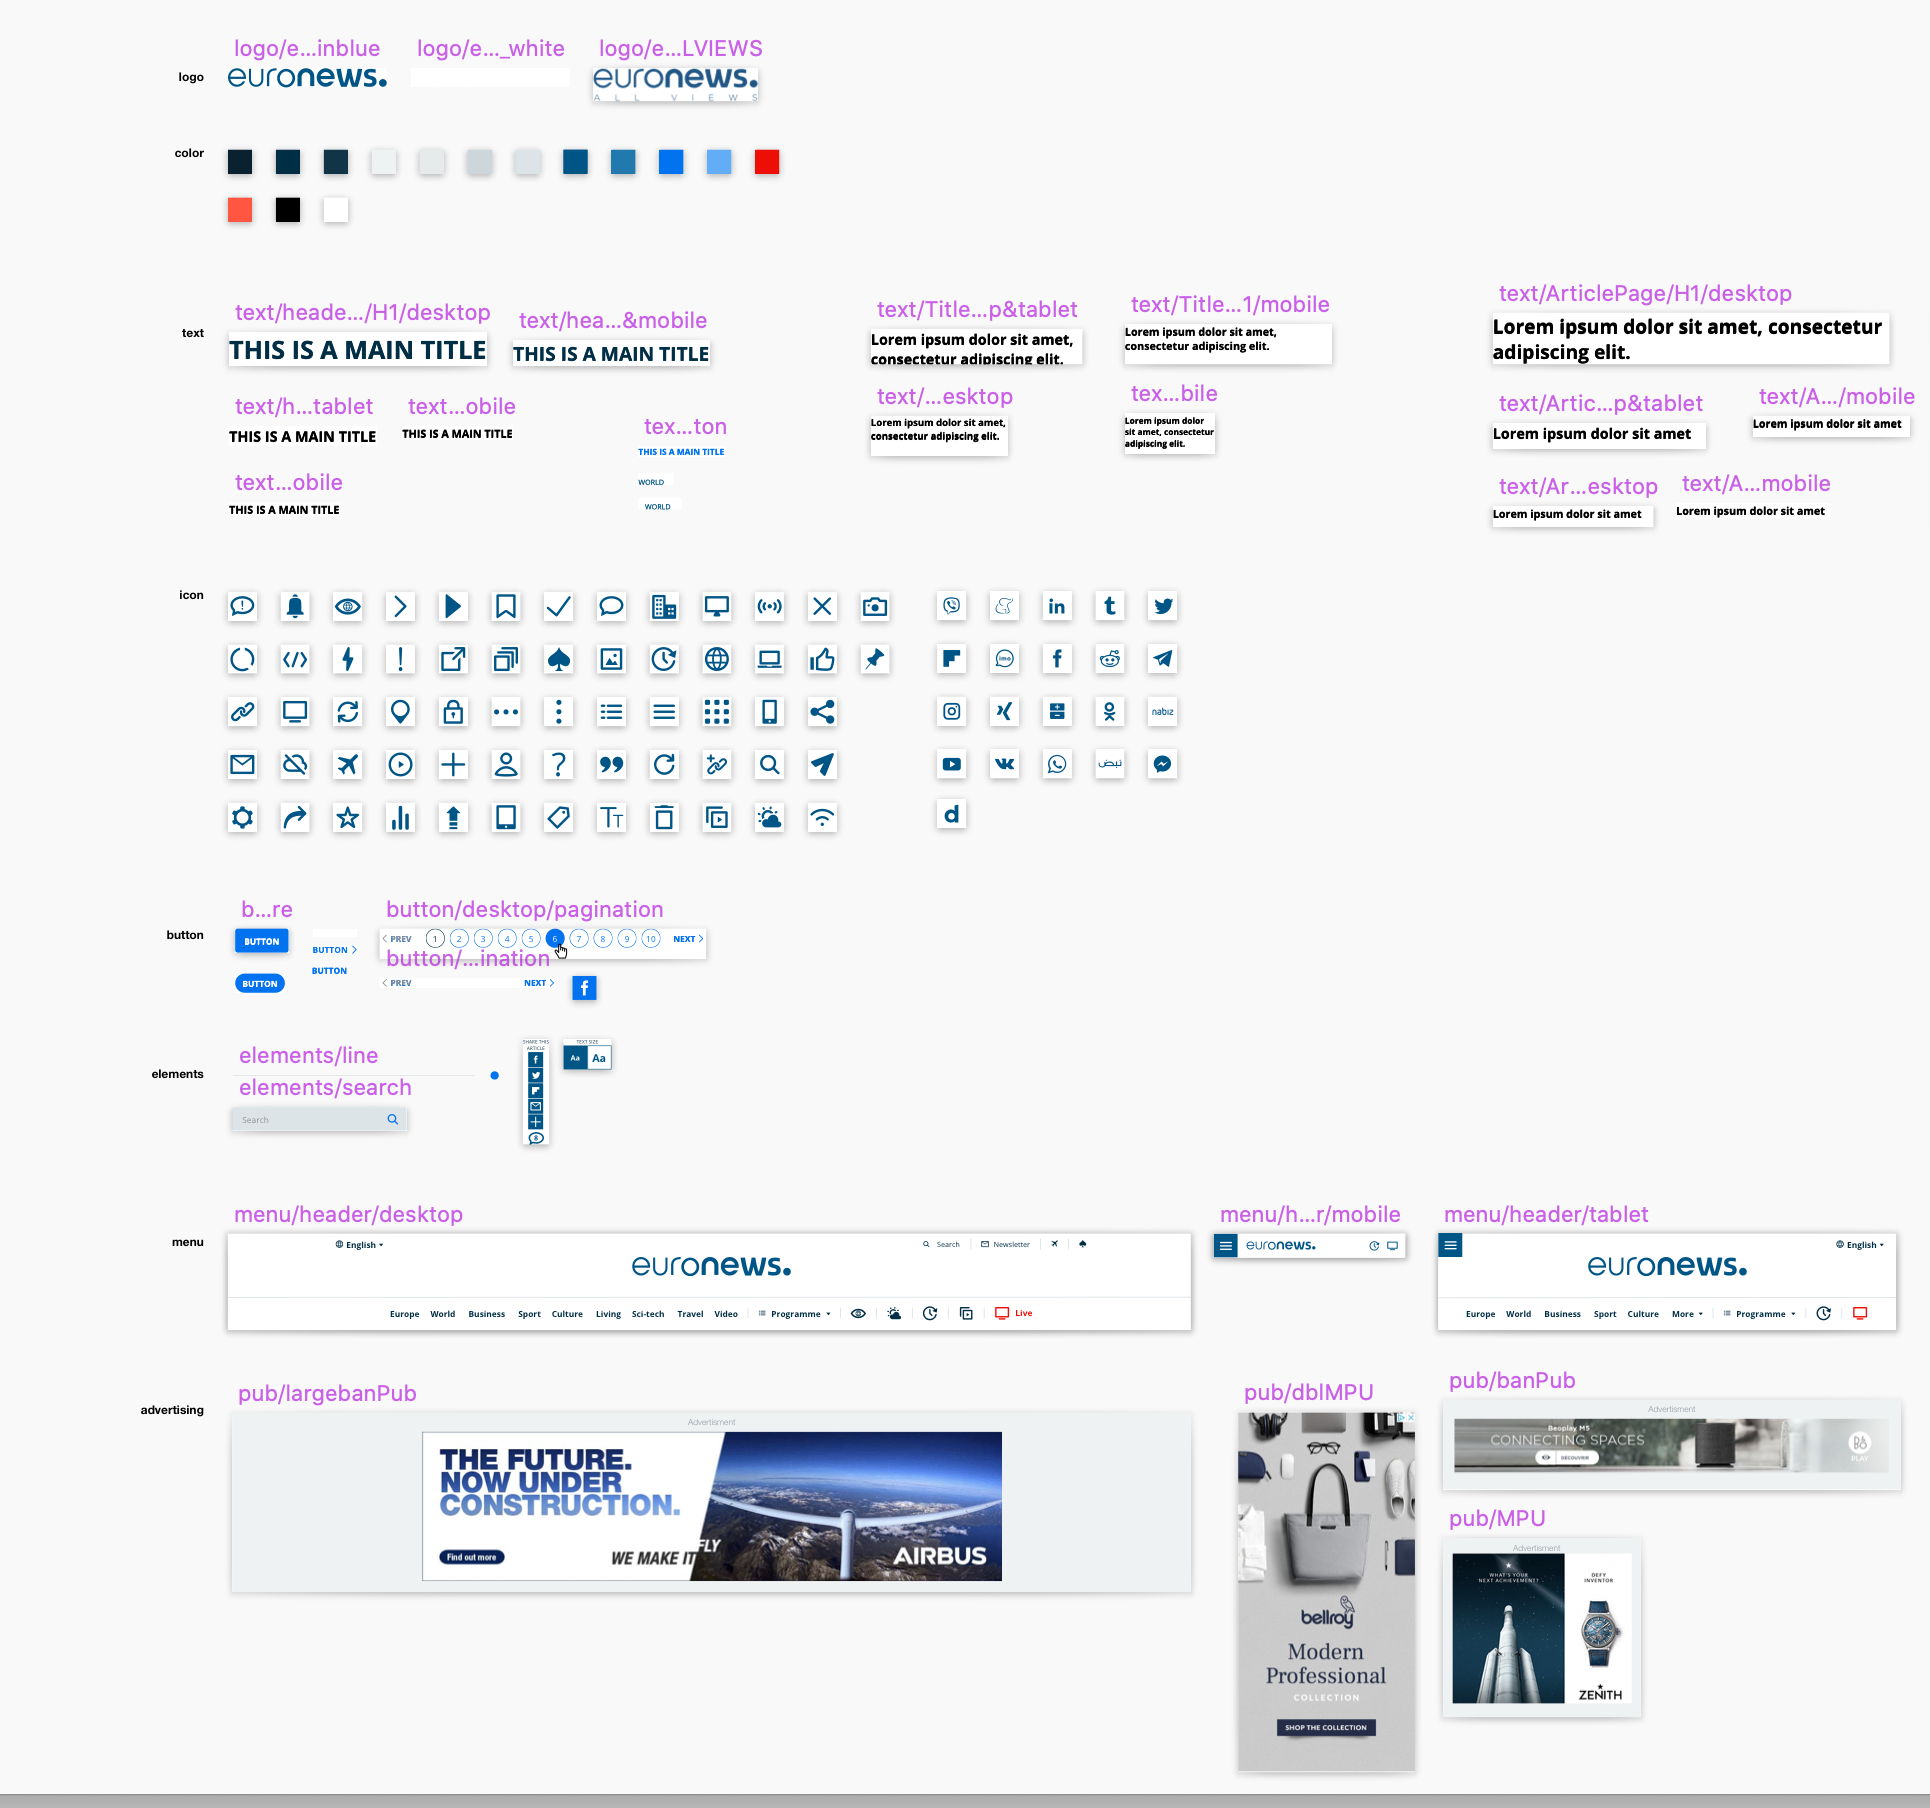 logo/e...inblue
logo/e..._white
logo/e...LVIEWS
logo
euronews.
euronews.
ALL VIEWS
color
text/heade.../H1/desktop
text/hea...&mobile
text/Title...p&tablet
text/Title...1/mobile
text/ArticlePage/H1/desktop
text
THIS IS A MAIN TITLE
THIS IS A MAIN TITLE
Lorem ipsum dolor sit amet,
consectetur adipiscing elit.
Lorem ipsum dolor sit amet,
consectetur adipiscing elit.
Lorem ipsum dolor sit amet, consectetur
adipiscing elit.
text/h...tablet
text...obile
tex...ton
text/...esktop
tex...bile
text/Artic...p&tablet
text/A.../mobile
THIS IS A MAIN TITLE
THIS IS A MAIN TITLE
THIS IS A MAIN TITLE
Lorem ipsum dolor sit amet,
consectetur adipiscing elit.
Lorem ipsum dolor
sit amet, consectetur
adipiscing elit.
Lorem ipsum dolor sit amet
Lorem ipsum dolor sit amet
text...obile
THIS IS A MAIN TITLE
WORLD
WORLD
text/Ar...esktop
text/A...mobile
Lorem ipsum dolor sit amet
Lorem ipsum dolor sit amet
icon
imo
nabız
نبض
button
b...re
button/desktop/pagination
BUTTON
BUTTON
BUTTON
BUTTON
PREV 1 2 3 4 5 6 7 8 9 10 NEXT
button/...ination
PREV NEXT
elements
elements/line
elements/search
Search
SHARE THIS
ARTICLE
8
TEXT SIZE
Aa Aa
menu
menu/header/desktop
English
Search Newsletter
euronews.
Europe World Business Sport Culture Living Sci-tech Travel Video Programme Live
menu/h...r/mobile
euronews.
menu/header/tablet
English
euronews.
Europe World Business Sport Culture More Programme
advertising
pub/largebanPub
Advertisment
THE FUTURE.
NOW UNDER
CONSTRUCTION.
Find out more
WE MAKE IT FLY
AIRBUS
pub/dblMPU
bellroy
Modern
Professional
COLLECTION
SHOP THE COLLECTION
pub/banPub
Advertisment
Beoplay M5
CONNECTING SPACES
DÉCOUVRIR
B&O
PLAY
pub/MPU
Advertisment
WHAT'S YOUR
NEXT ACHIEVEMENT?
DEFY
INVENTOR
ZENITH